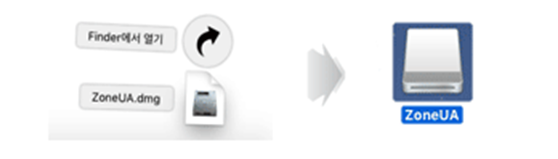 Finder에서 열기
ZoneUA.dmg
ZoneUA